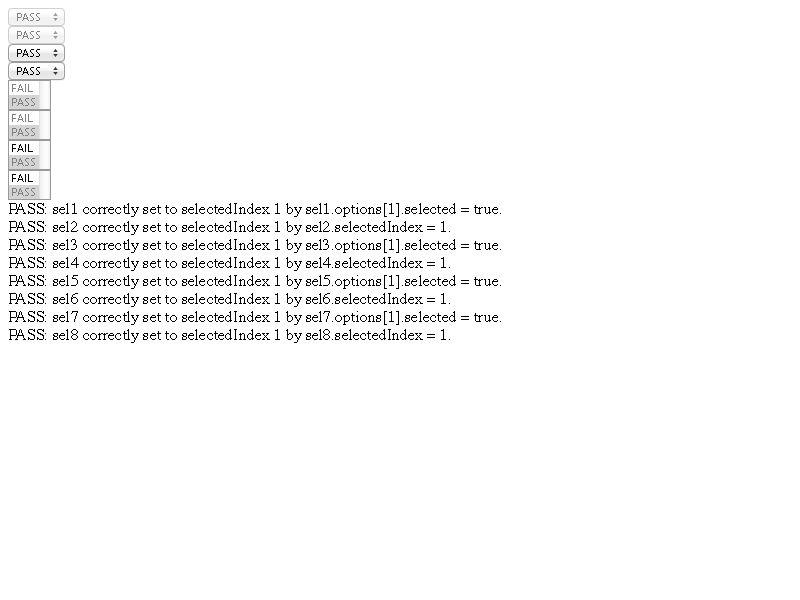 PASS
PASS
PASS
PASS
FAIL
PASS
FAIL
PASS
FAIL
PASS
FAIL
PASS
PASS: sel1 correctly set to selectedIndex 1 by sel1.options[1].selected = true.
PASS: sel2 correctly set to selectedIndex 1 by sel2.selectedIndex = 1.
PASS: sel3 correctly set to selectedIndex 1 by sel3.options[1].selected = true.
PASS: sel4 correctly set to selectedIndex 1 by sel4.selectedIndex = 1.
PASS: sel5 correctly set to selectedIndex 1 by sel5.options[1].selected = true.
PASS: sel6 correctly set to selectedIndex 1 by sel6.selectedIndex = 1.
PASS: sel7 correctly set to selectedIndex 1 by sel7.options[1].selected = true.
PASS: sel8 correctly set to selectedIndex 1 by sel8.selectedIndex = 1.